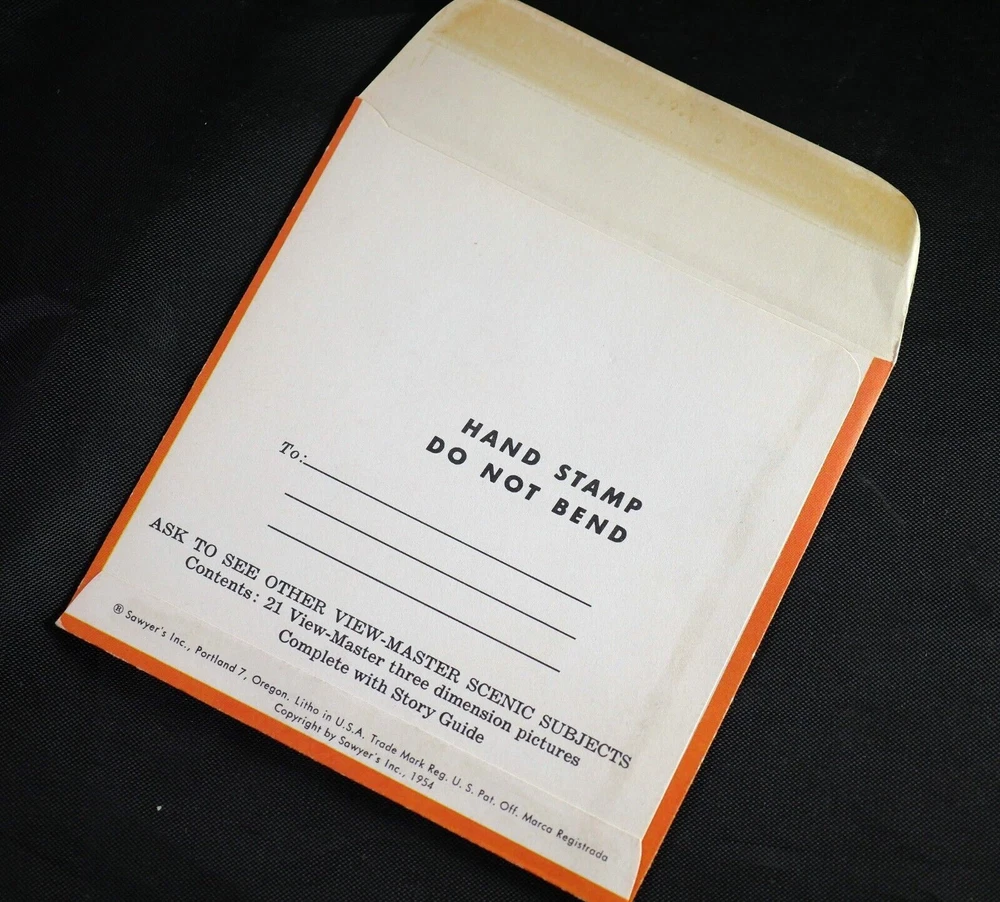 HAND STAMP
DO NOT BEND
To:
ASK TO SEE OTHER VIEW-MASTER SCENIC SUBJECTS
Contents: 21 View-Master three dimension pictures
Complete with Story Guide
® Sawyer's Inc., Portland 7, Oregon. Litho in U.S.A. Trade Mark Reg. U. S. Pat. Off. Marca Registrada
Copyright by Sawyer's Inc., 1954